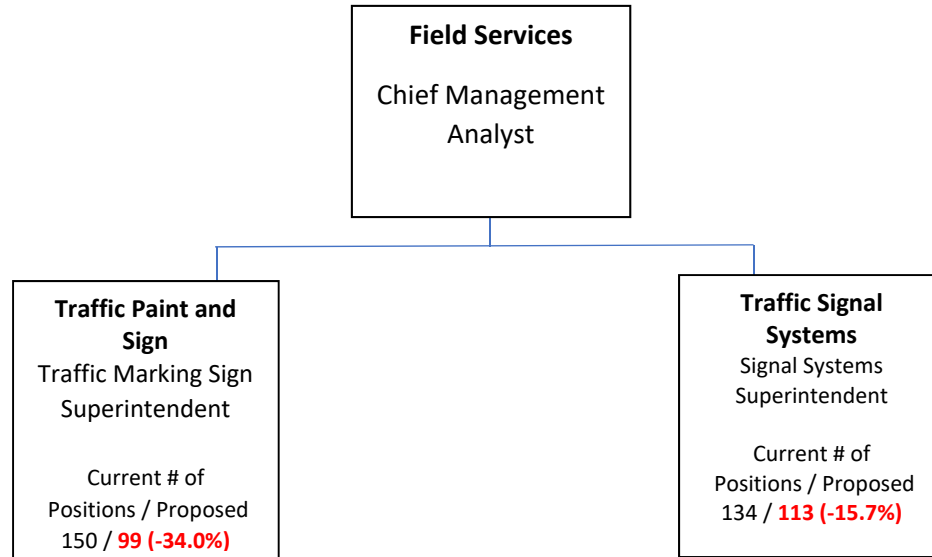 Field Services
Chief Management
Analyst
Traffic Paint and
Sign
Traffic Marking Sign
Superintendent
Current # of
Positions / Proposed
150 / 99 (-34.0%)
Traffic Signal
Systems
Signal Systems
Superintendent
Current # of
Positions / Proposed
134 / 113 (-15.7%)